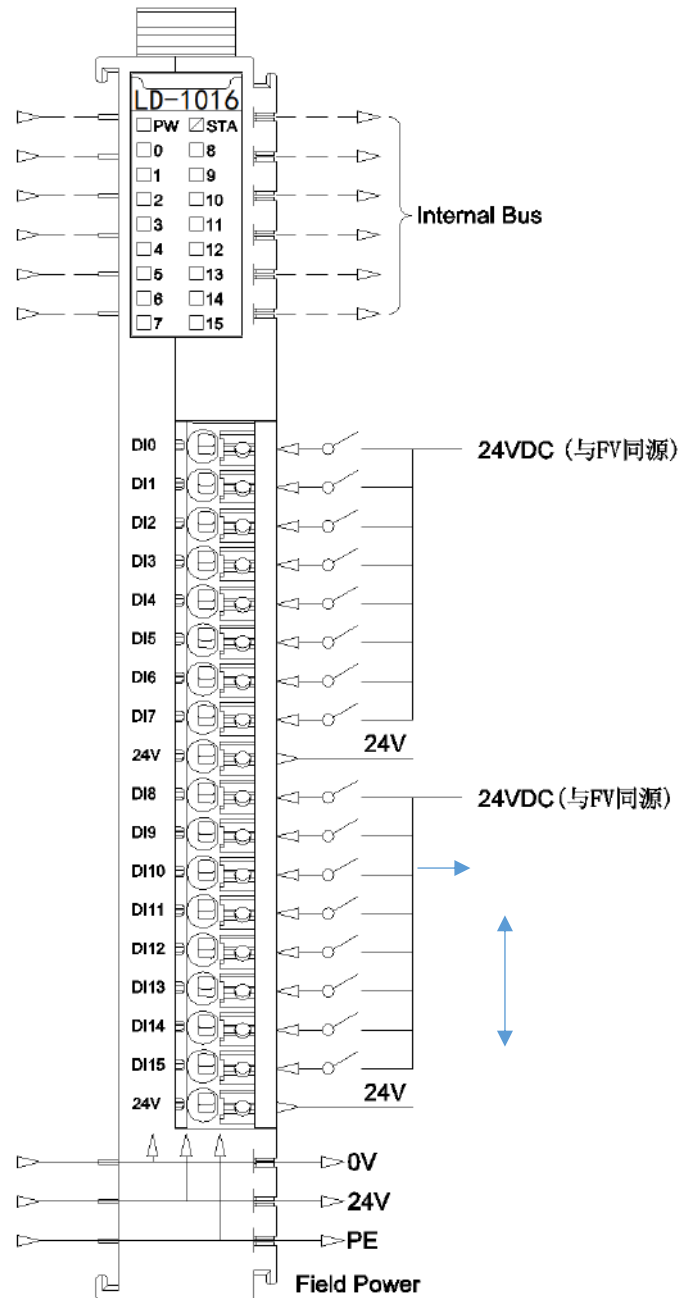 LD-1016
PW STA
0 8
1 9
2 10
3 11
4 12
5 13
6 14
7 15
Internal Bus
DI0
24VDC (与FV同源)
DI1
DI2
DI3
DI4
DI5
DI6
DI7
24V
24V
DI8
24VDC(与FV同源)
DI9
DI10
DI11
DI12
DI13
DI14
DI15
24V
24V
0V
24V
PE
Field Power